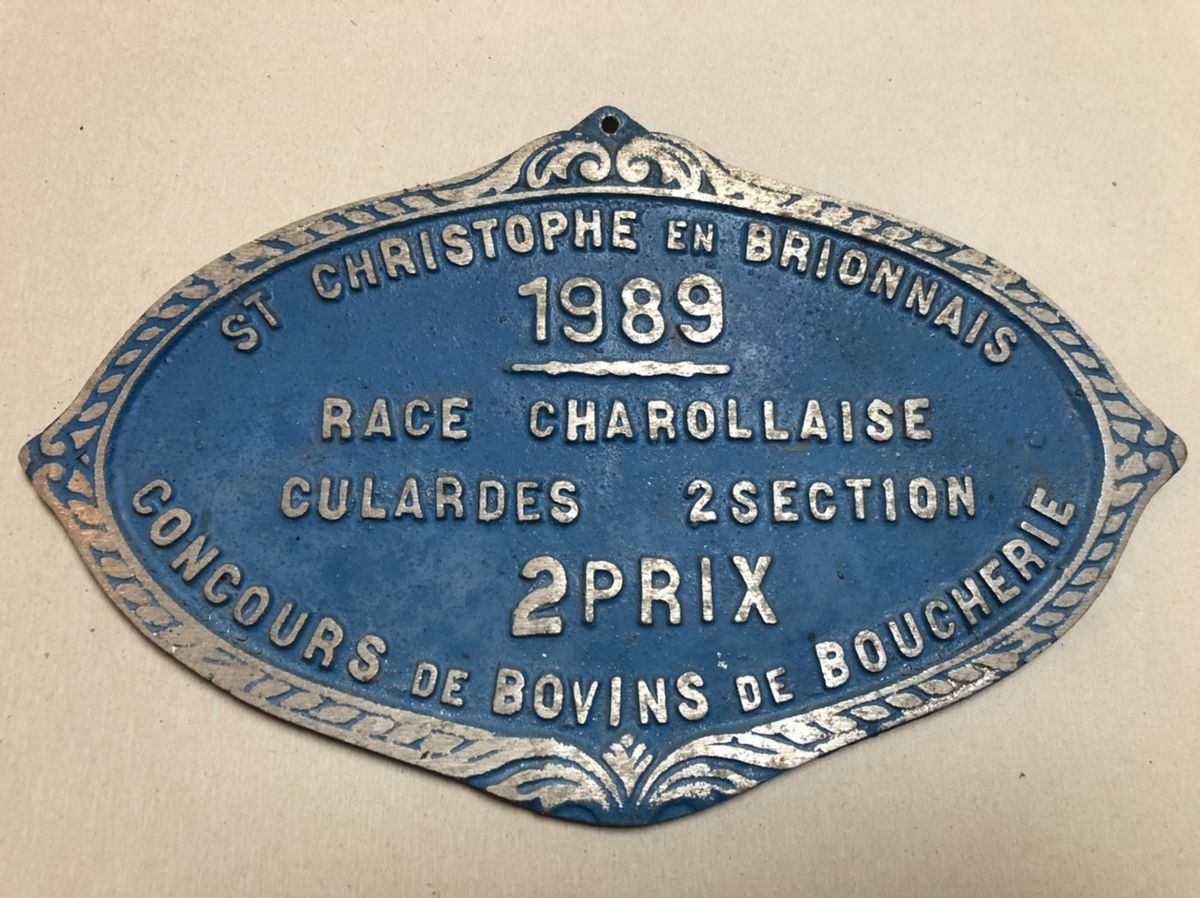 ST CHRISTOPHE EN BRIONNAIS
1989
RACE CHAROLLAISE
CULARDES 2SECTION
2PRIX
CONCOURS DE BOVINS DE BOUCHERIE